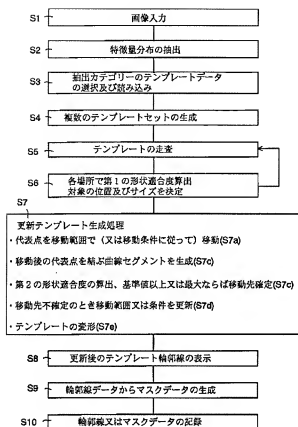 S1
画像入力
S2
特徴量分布の抽出
S3
抽出カテゴリーのテンプレートデータ
の選択及び読み込み
S4
複数のテンプレートセットの生成
S5
テンプレートの走査
S6
各場所で第1の形状適合度算出
対象の位置及びサイズを決定
S7
更新テンプレート生成処理
・代表点を移動範囲で(又は移動条件に従って)移動(S7a)
・移動後の代表点を結ぶ曲線セグメントを生成(S7c)
・第2の形状適合度の算出、基準値以上又は最大ならば移動先確定(S7c)
・移動先不確定のとき移動範囲又は条件を更新(S7d)
・テンプレートの変形(S7e)
S8
更新後のテンプレート輪郭線の表示
S9
輪郭線データからマスクデータの生成
S10
輪郭線又はマスクデータの記録